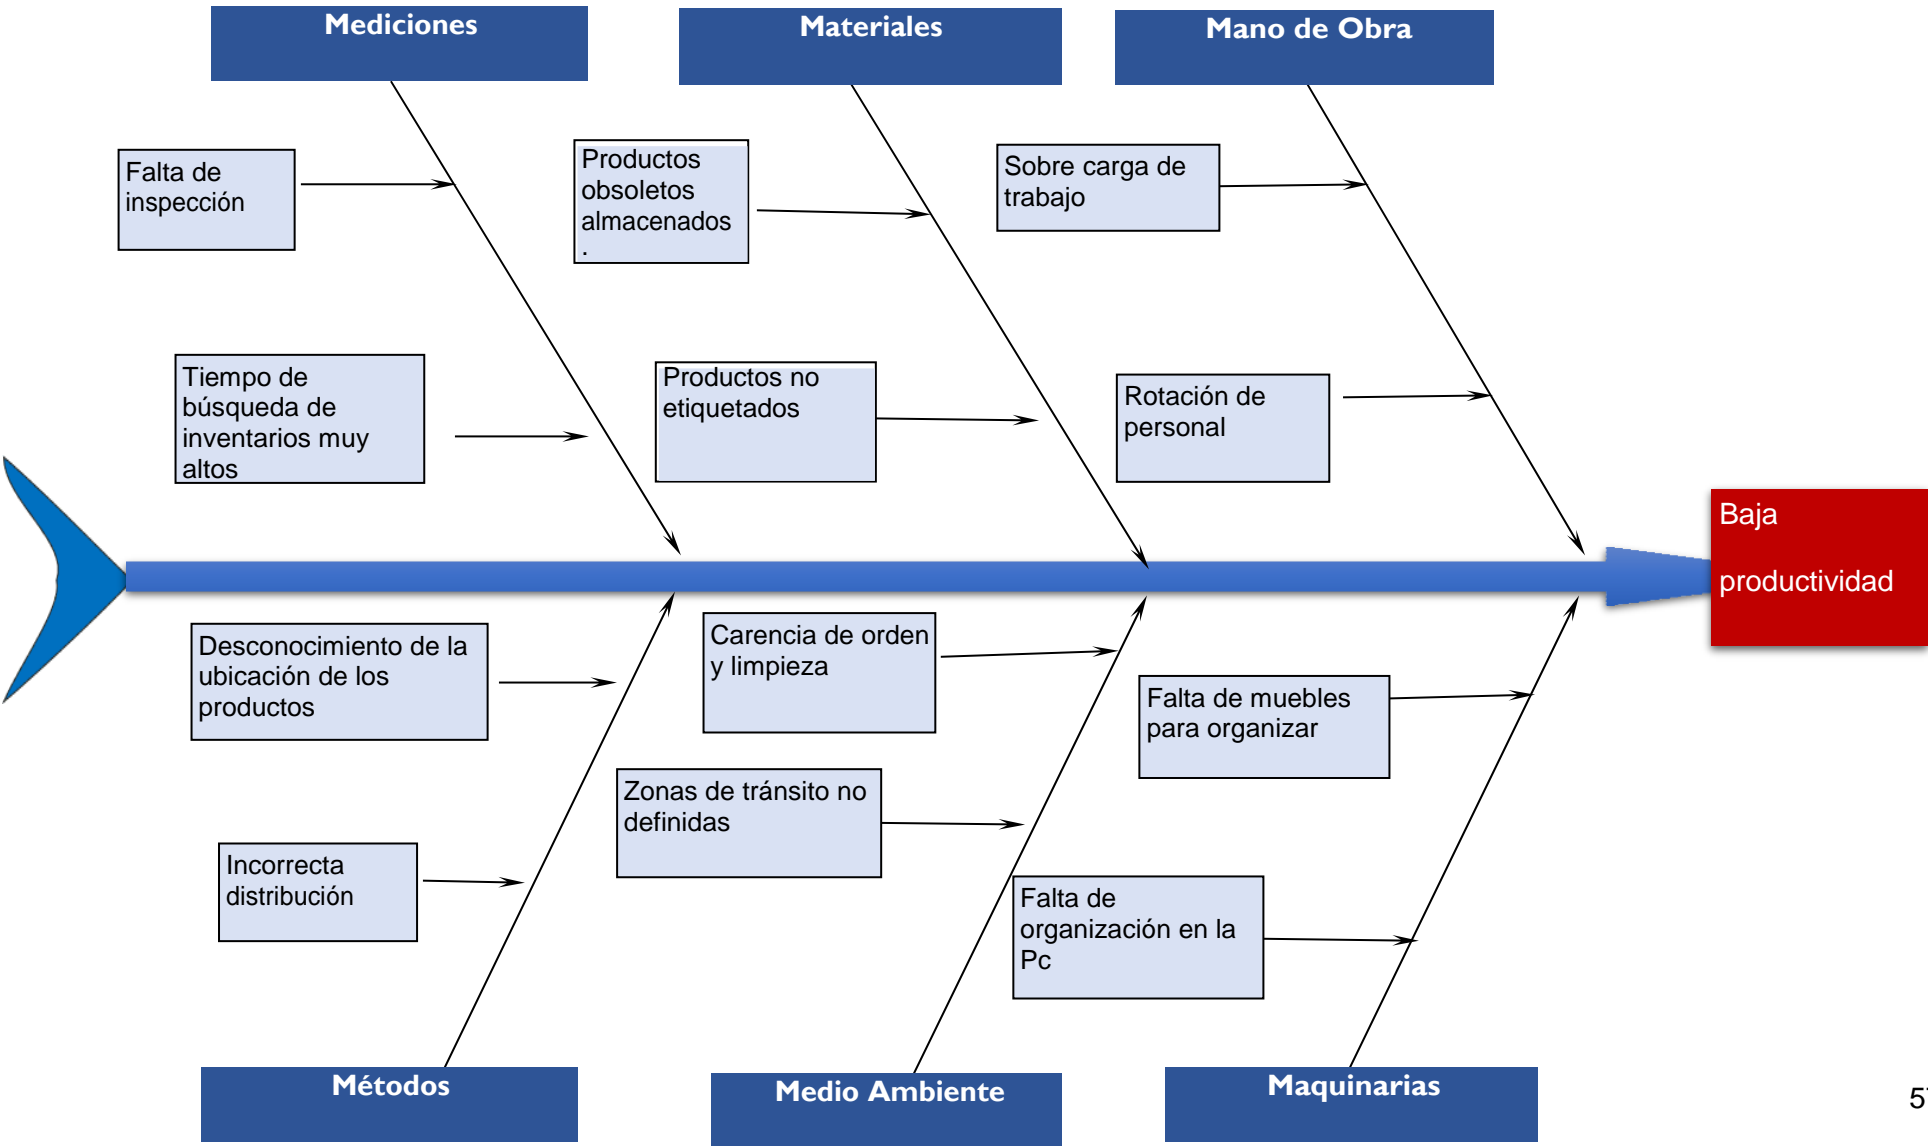 Mediciones
Materiales
Mano de Obra
Falta de
inspección
Productos
obsoletos
almacenados
.
Sobre carga de
trabajo
Tiempo de
búsqueda de
inventarios muy
altos
Productos no
etiquetados
Rotación de
personal
Baja
productividad
Desconocimiento de la
ubicación de los
productos
Carencia de orden
y limpieza
Falta de muebles
para organizar
Zonas de tránsito no
definidas
Incorrecta
distribución
Falta de
organización en la
Pc
Métodos
Medio Ambiente
Maquinarias